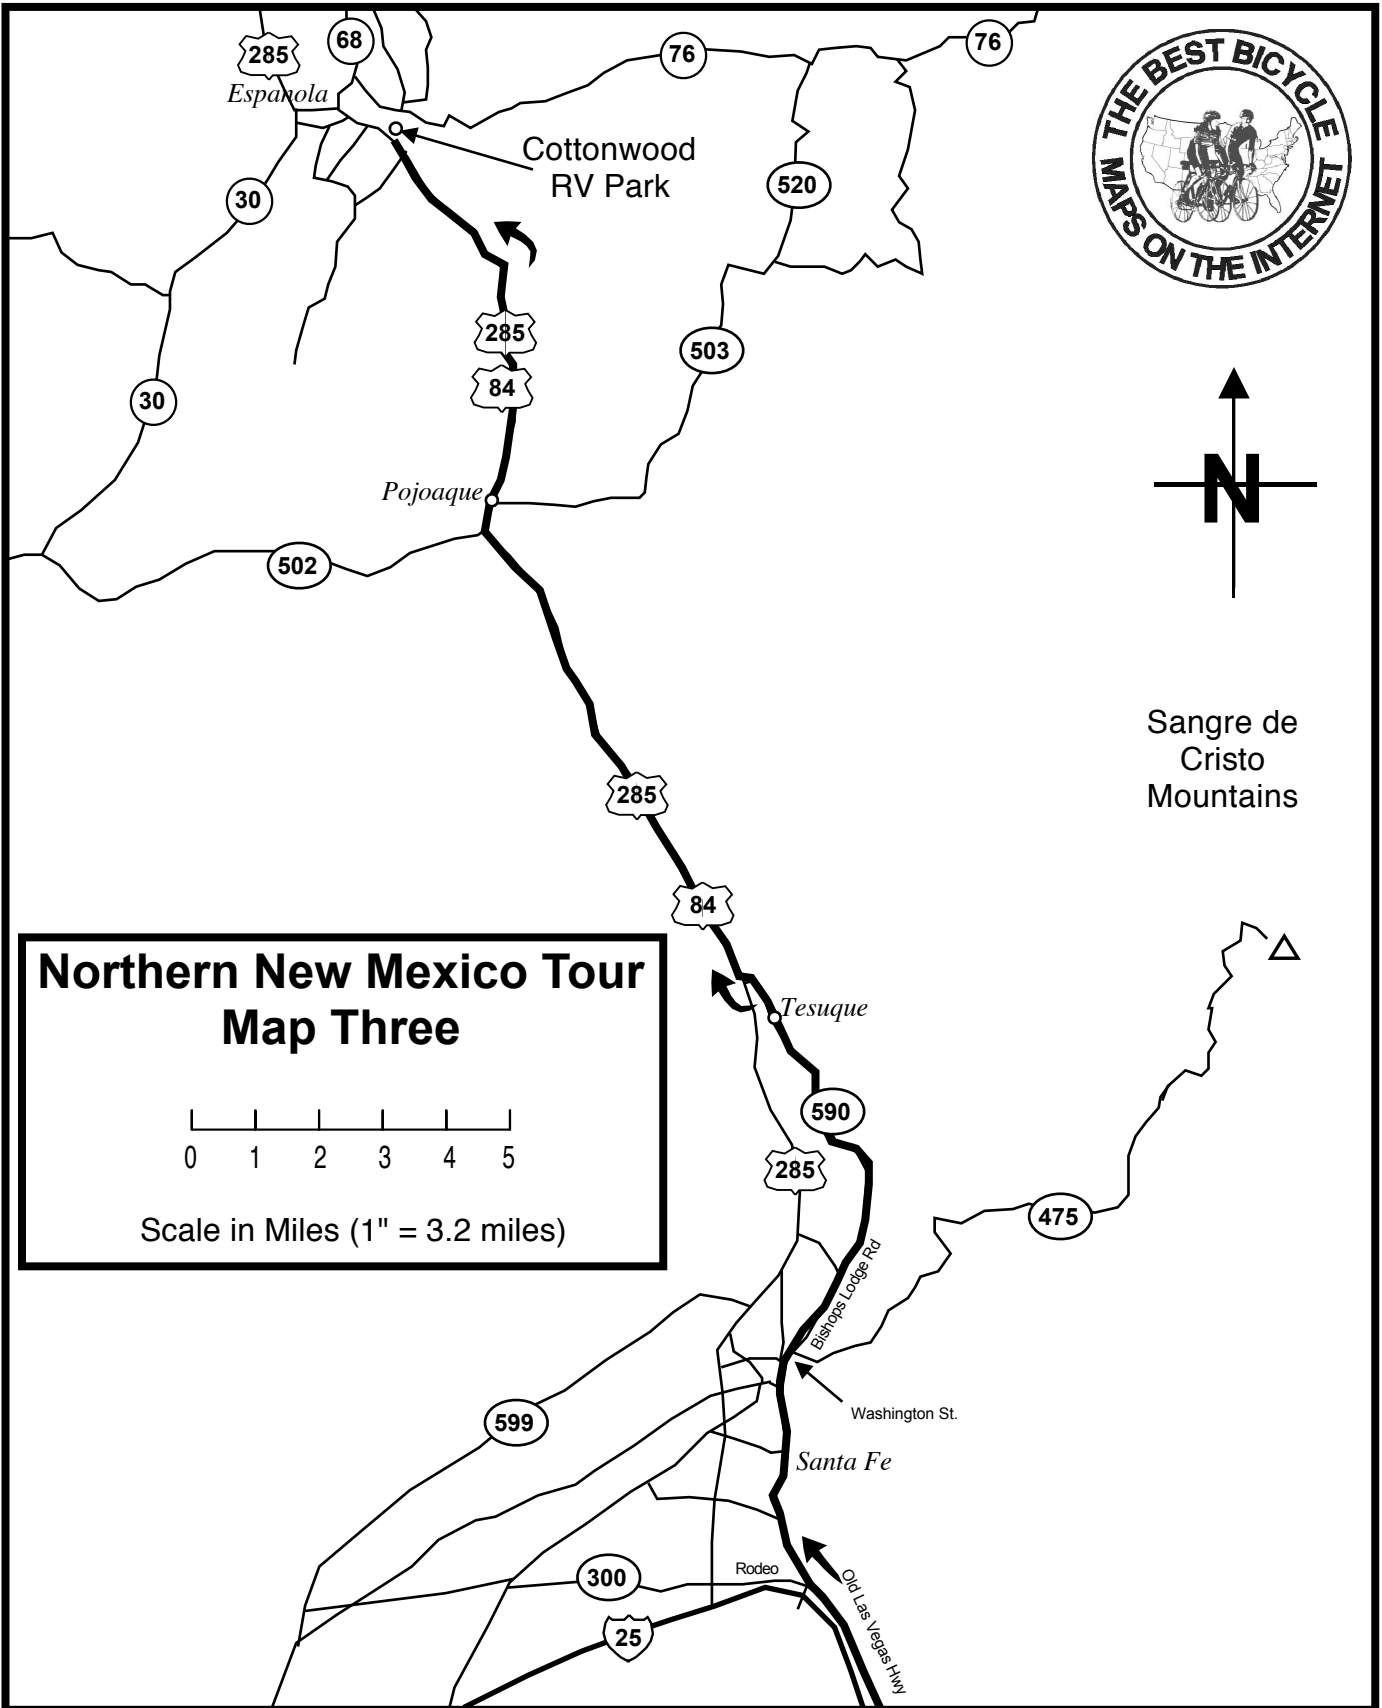 285
68
76
76
Espanola
THE BEST BICYCLE
MAPS ON THE INTERNET
Cottonwood
RV Park
520
30
285
503
84
30
N
Pojoaque
502
Sangre de
Cristo
Mountains
285
84
Northern New Mexico Tour
Map Three
0 1 2 3 4 5
Scale in Miles (1" = 3.2 miles)
Tesuque
590
285
475
Bishops Lodge Rd
Washington St.
599
Santa Fe
Rodeo
300
Old Las Vegas Hwy
25